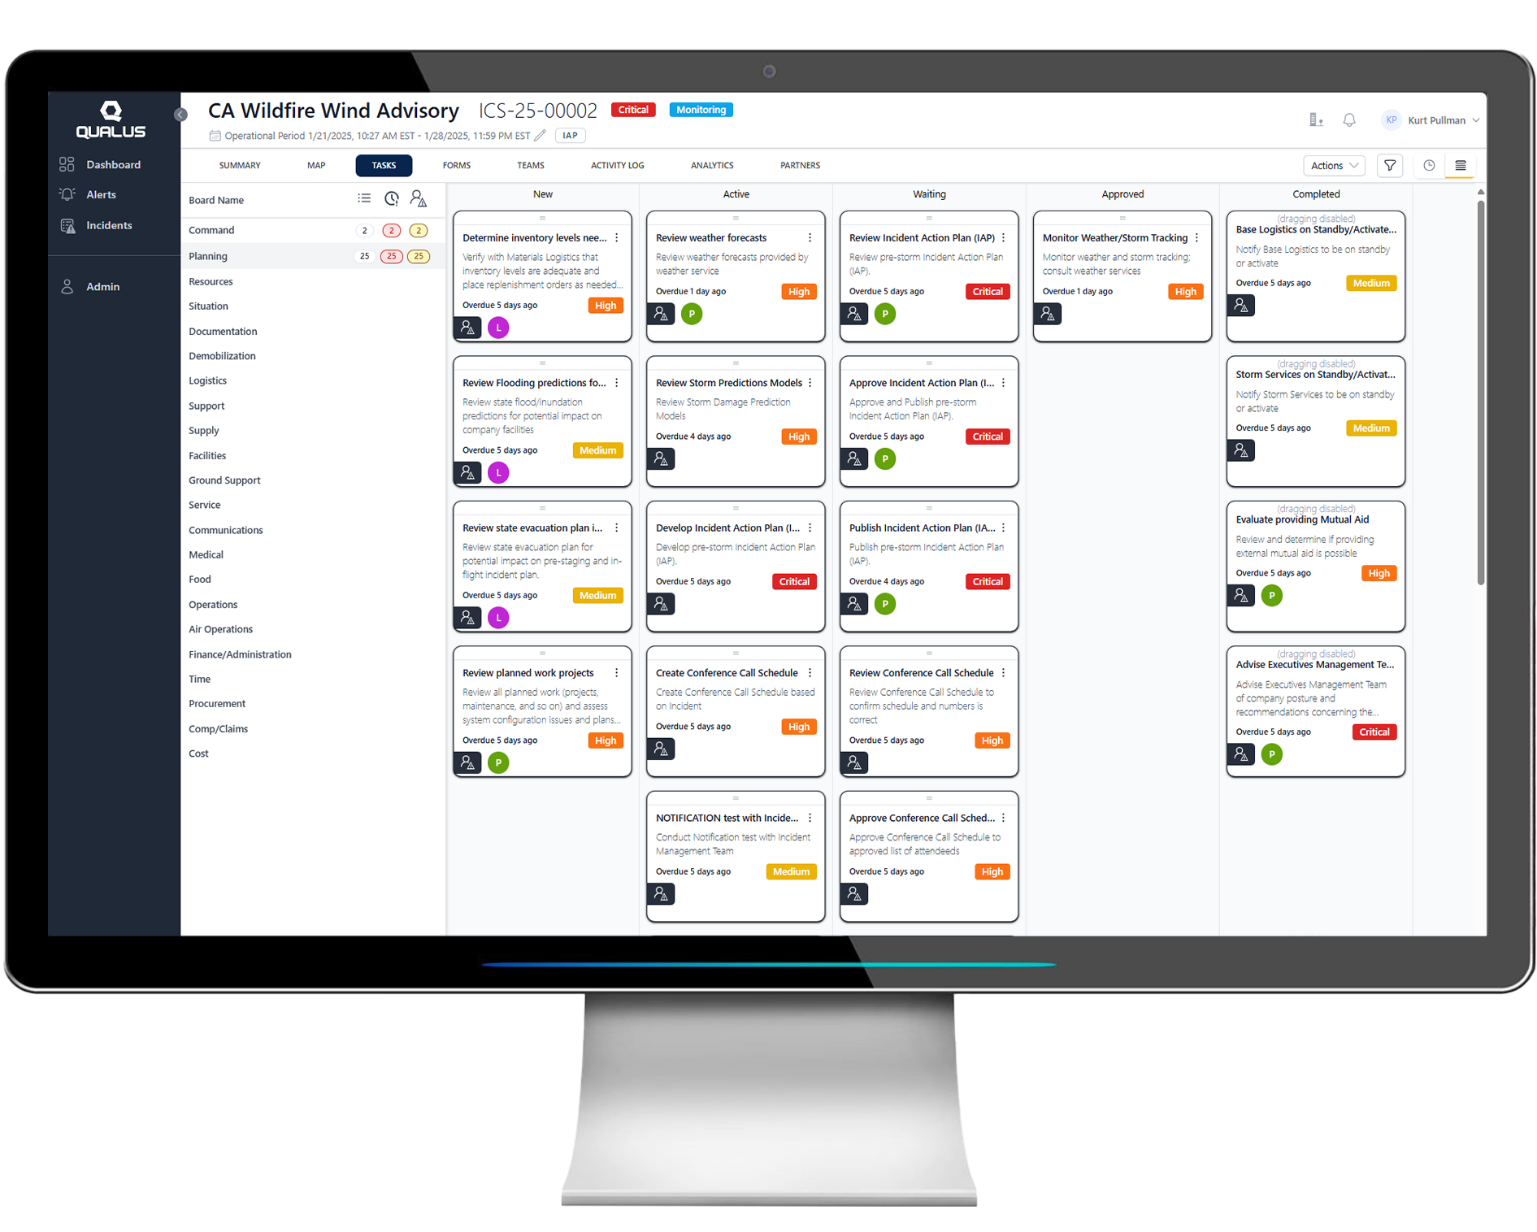 QUALUS
Dashboard
Alerts
Incidents
Admin
CA Wildfire Wind Advisory ICS-25-00002 Critical Monitoring
Operational Period 1/21/2025, 10:27 AM EST - 1/28/2025, 11:59 PM EST IAP
KP Kurt Pullman
SUMMARY MAP TASKS FORMS TEAMS ACTIVITY LOG ANALYTICS PARTNERS
Actions
Board Name
Command 2 2 2
Planning 25 25 25
Resources
Situation
Documentation
Demobilization
Logistics
Support
Supply
Facilities
Ground Support
Service
Communications
Medical
Food
Operations
Air Operations
Finance/Administration
Time
Procurement
Comp/Claims
Cost
New
Determine inventory levels nee...
Verify with Materials Logistics that
inventory levels are adequate and
place replenishment orders as needed...
Overdue 5 days ago High
L
Review Flooding predictions fo...
Review state flood/inundation
predictions for potential impact on
company facilities
Overdue 5 days ago Medium
L
Review state evacuation plan i...
Review state evacuation plan for
potential impact on pre-staging and in-
flight incident plan.
Overdue 5 days ago Medium
L
Review planned work projects
Review all planned work (projects,
maintenance, and so on) and assess
system configuration issues and plans...
Overdue 5 days ago High
P
Active
Review weather forecasts
Review weather forecasts provided by
weather service
Overdue 1 day ago High
P
Review Storm Predictions Models
Review Storm Damage Prediction
Models
Overdue 4 days ago High
Develop Incident Action Plan (I...
Develop pre-storm Incident Action Plan
(IAP).
Overdue 5 days ago Critical
Create Conference Call Schedule
Create Conference Call Schedule based
on Incident
Overdue 5 days ago High
NOTIFICATION test with Incide...
Conduct Notification test with Incident
Management Team
Overdue 5 days ago Medium
Waiting
Review Incident Action Plan (IAP)
Review pre-storm Incident Action Plan
(IAP).
Overdue 5 days ago Critical
P
Approve Incident Action Plan (I...
Approve and Publish pre-storm
Incident Action Plan (IAP).
Overdue 5 days ago Critical
P
Publish Incident Action Plan (IA...
Publish pre-storm Incident Action Plan
(IAP).
Overdue 4 days ago Critical
P
Review Conference Call Schedule
Review Conference Call Schedule to
confirm schedule and numbers is
correct
Overdue 5 days ago High
Approve Conference Call Sched...
Approve Conference Call Schedule to
approved list of attendeeds
Overdue 5 days ago High
Approved
Monitor Weather/Storm Tracking
Monitor weather and storm tracking;
consult weather services
Overdue 1 day ago High
Completed
(dragging disabled)
Base Logistics on Standby/Activate...
Notify Base Logistics to be on standby
or activate
Overdue 5 days ago Medium
(dragging disabled)
Storm Services on Standby/Activat...
Notify Storm Services to be on standby
or activate
Overdue 5 days ago Medium
(dragging disabled)
Evaluate providing Mutual Aid
Review and determine if providing
external mutual aid is possible
Overdue 5 days ago High
P
(dragging disabled)
Advise Executives Management Te...
Advise Executives Management Team
of company posture and
recommendations concerning the...
Overdue 5 days ago Critical
P